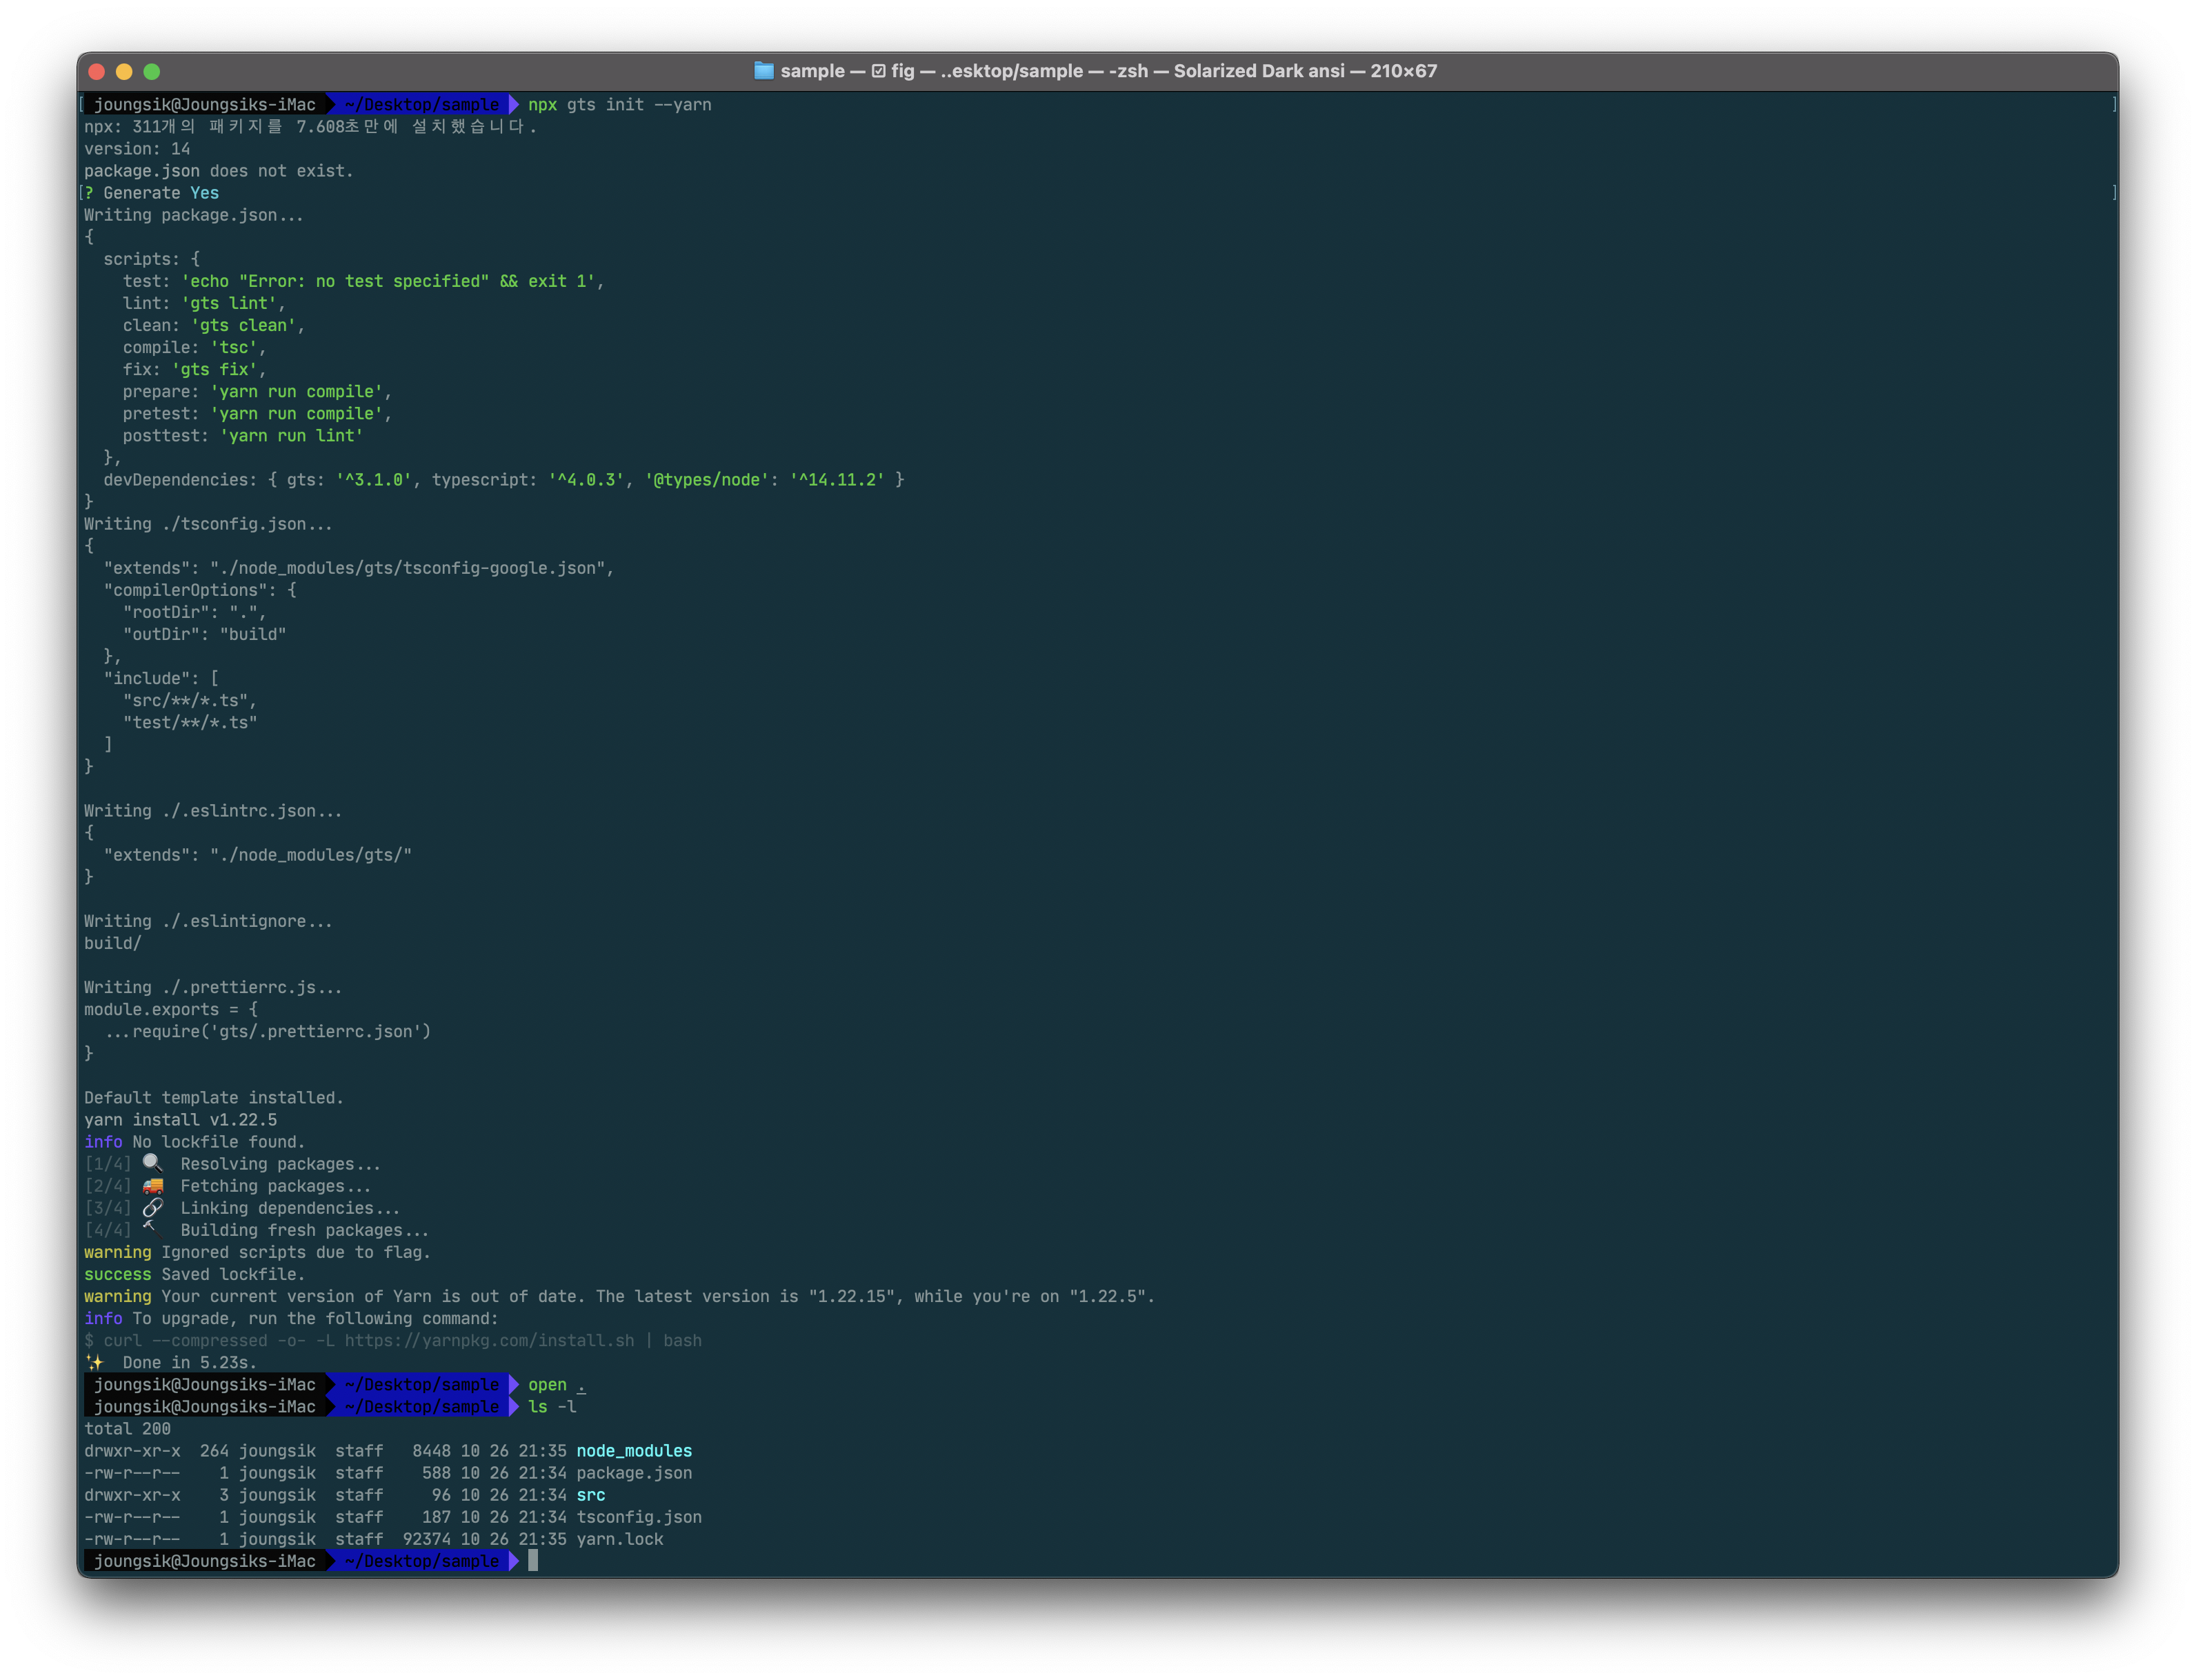 sample — ☑ fig — ..esktop/sample — -zsh — Solarized Dark ansi — 210×67
[ joungsik@Joungsiks-iMac ~/Desktop/sample npx gts init --yarn ]
npx: 311개의 패키지를 7.608초만에 설치했습니다.
version: 14
package.json does not exist.
[? Generate Yes ]
Writing package.json...
{
  scripts: {
    test: 'echo "Error: no test specified" && exit 1',
    lint: 'gts lint',
    clean: 'gts clean',
    compile: 'tsc',
    fix: 'gts fix',
    prepare: 'yarn run compile',
    pretest: 'yarn run compile',
    posttest: 'yarn run lint'
  },
  devDependencies: { gts: '^3.1.0', typescript: '^4.0.3', '@types/node': '^14.11.2' }
}
Writing ./tsconfig.json...
{
  "extends": "./node_modules/gts/tsconfig-google.json",
  "compilerOptions": {
    "rootDir": ".",
    "outDir": "build"
  },
  "include": [
    "src/**/*.ts",
    "test/**/*.ts"
  ]
}
Writing ./.eslintrc.json...
{
  "extends": "./node_modules/gts/"
}
Writing ./.eslintignore...
build/
Writing ./.prettierrc.js...
module.exports = {
  ...require('gts/.prettierrc.json')
}
Default template installed.
yarn install v1.22.5
info No lockfile found.
[1/4] 🔍  Resolving packages...
[2/4] 🚚  Fetching packages...
[3/4] 🔗  Linking dependencies...
[4/4] 🔨  Building fresh packages...
warning Ignored scripts due to flag.
success Saved lockfile.
warning Your current version of Yarn is out of date. The latest version is "1.22.15", while you're on "1.22.5".
info To upgrade, run the following command:
$ curl --compressed -o- -L https://yarnpkg.com/install.sh | bash
✨  Done in 5.23s.
joungsik@Joungsiks-iMac ~/Desktop/sample open .
joungsik@Joungsiks-iMac ~/Desktop/sample ls -l
total 200
drwxr-xr-x  264 joungsik  staff   8448 10 26 21:35 node_modules
-rw-r--r--    1 joungsik  staff    588 10 26 21:34 package.json
drwxr-xr-x    3 joungsik  staff     96 10 26 21:34 src
-rw-r--r--    1 joungsik  staff    187 10 26 21:34 tsconfig.json
-rw-r--r--    1 joungsik  staff  92374 10 26 21:35 yarn.lock
joungsik@Joungsiks-iMac ~/Desktop/sample